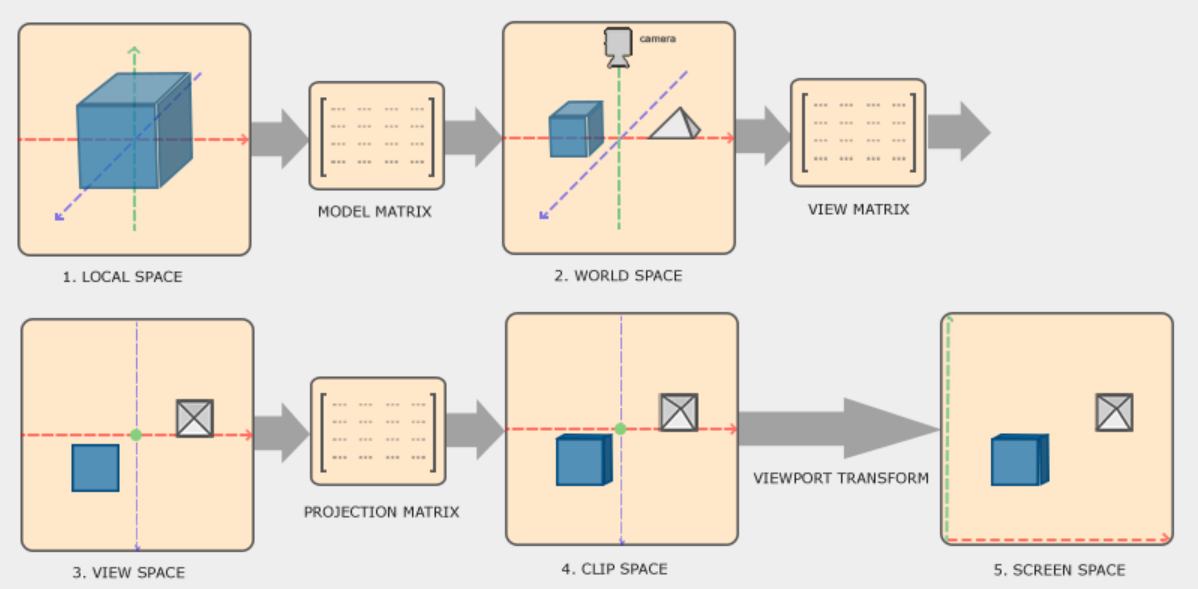 camera
MODEL MATRIX
VIEW MATRIX
1. LOCAL SPACE
2. WORLD SPACE
VIEWPORT TRANSFORM
PROJECTION MATRIX
3. VIEW SPACE
4. CLIP SPACE
5. SCREEN SPACE